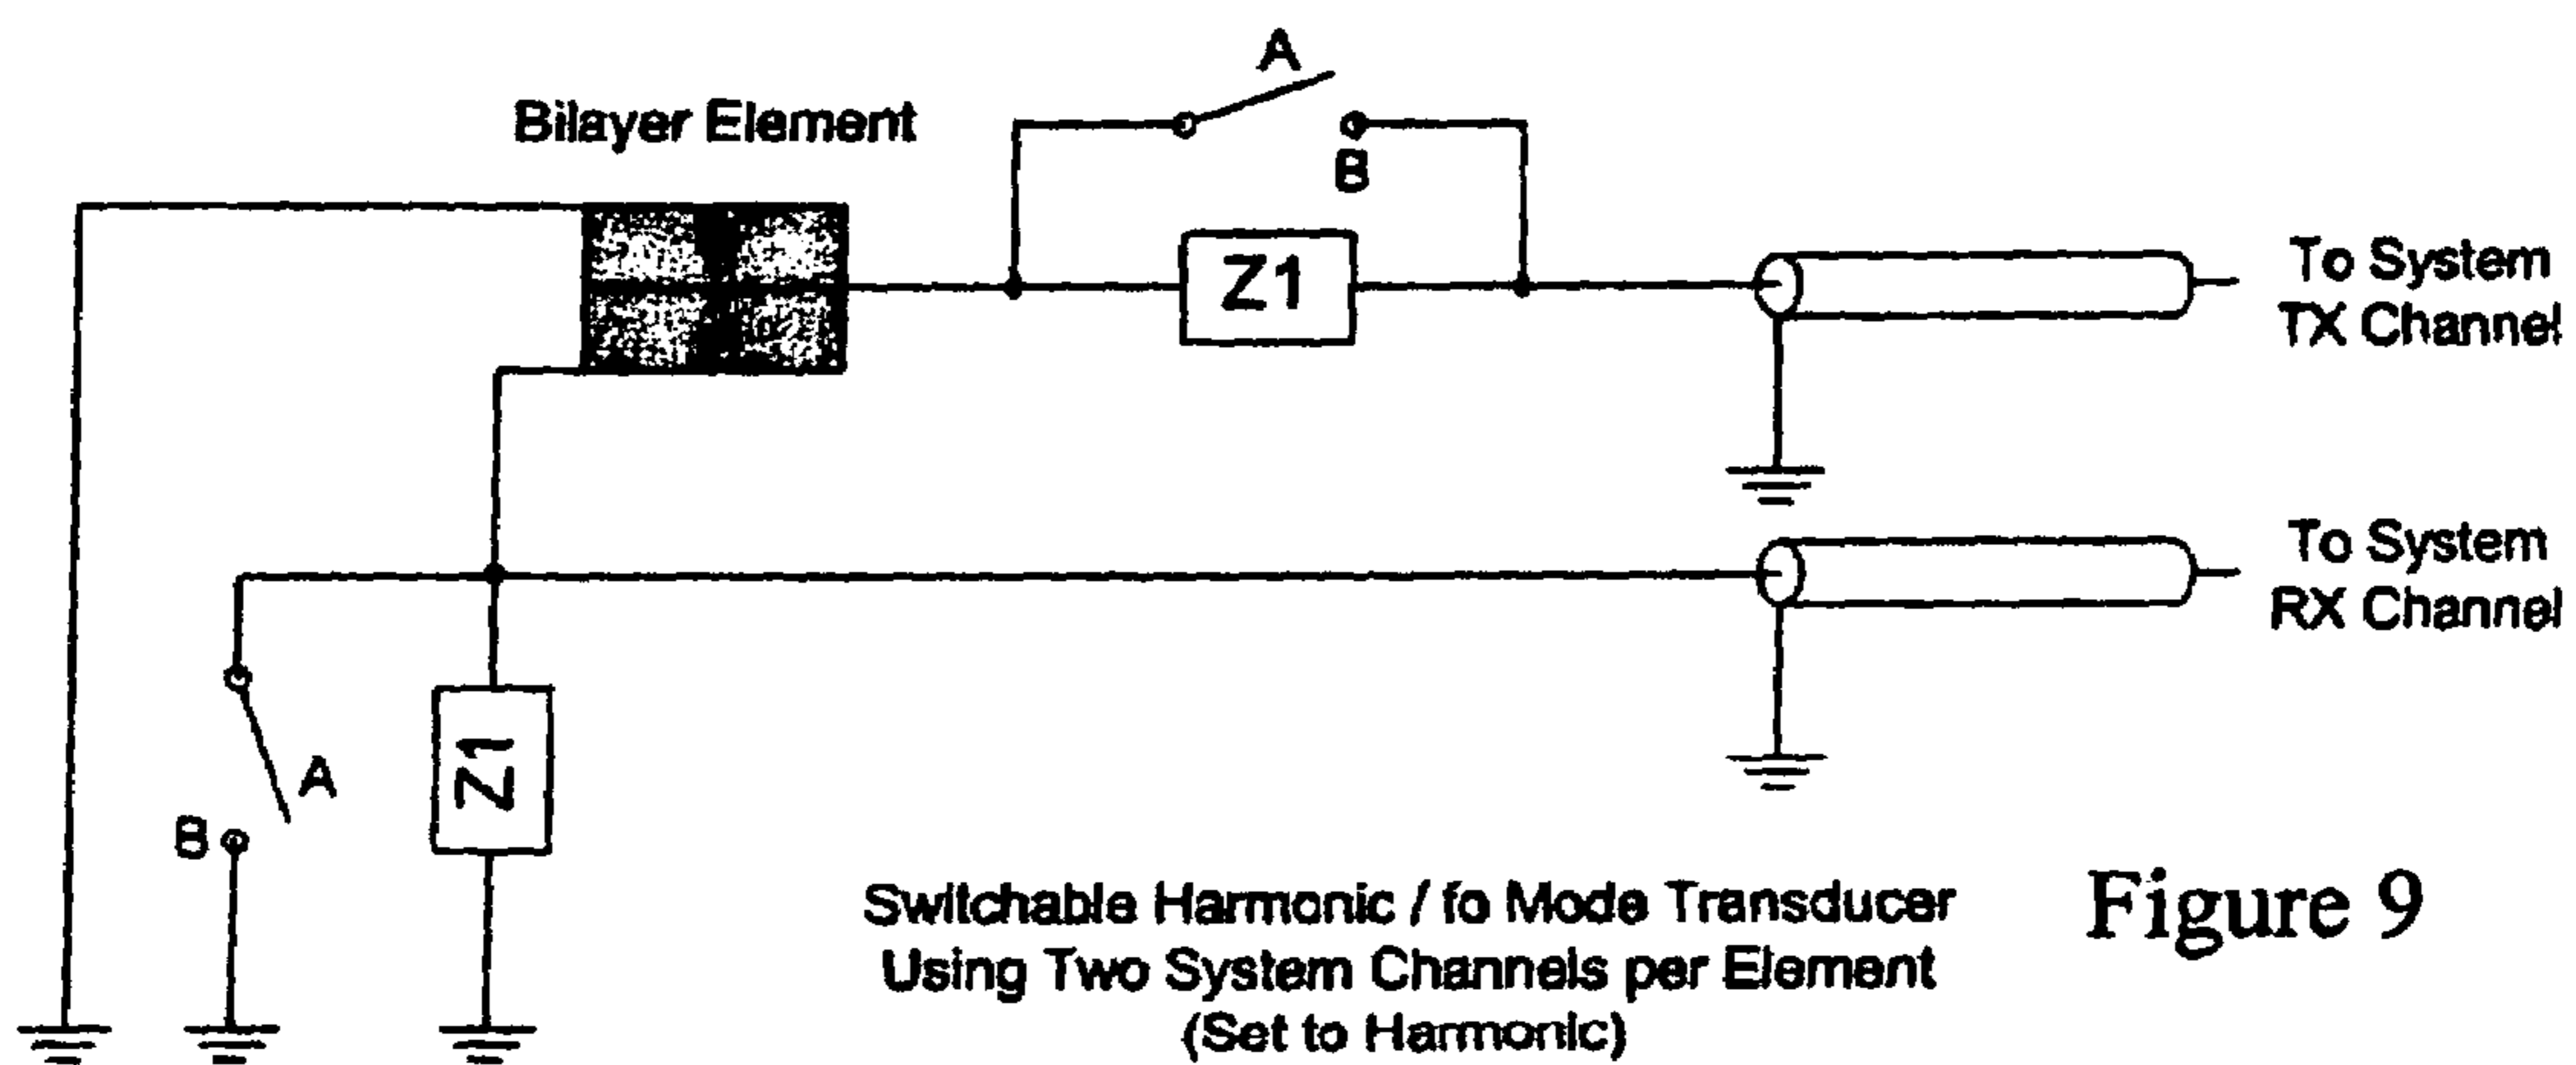 A
Bilayer Element
B
Z1
To System
TX Channel
To System
RX Channel
A
B
Z1
Switchable Harmonic / fo Mode Transducer
Using Two System Channels per Element
(Set to Harmonic)
Figure 9